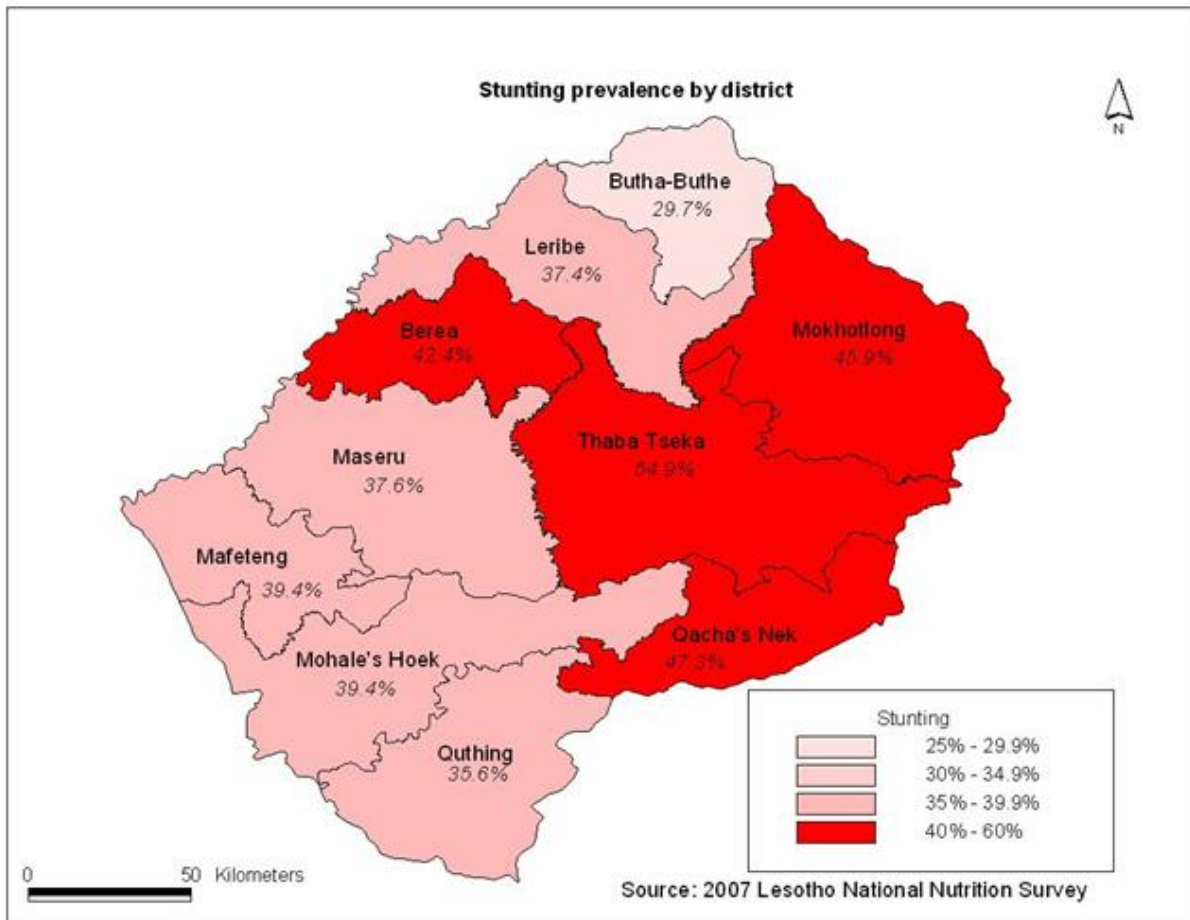 Stunting prevalence by district
N
Butha-Buthe
29.7%
Leribe
37.4%
Berea
42.4%
Mokhotlong
45.9%
Thaba Tseka
54.9%
Maseru
37.6%
Mafeteng
39.4%
Qacha's Nek
47.3%
Mohale's Hoek
39.4%
Quthing
35.6%
Stunting
25% - 29.9%
30% - 34.9%
35% - 39.9%
40% - 60%
0 50 Kilometers
Source: 2007 Lesotho National Nutrition Survey